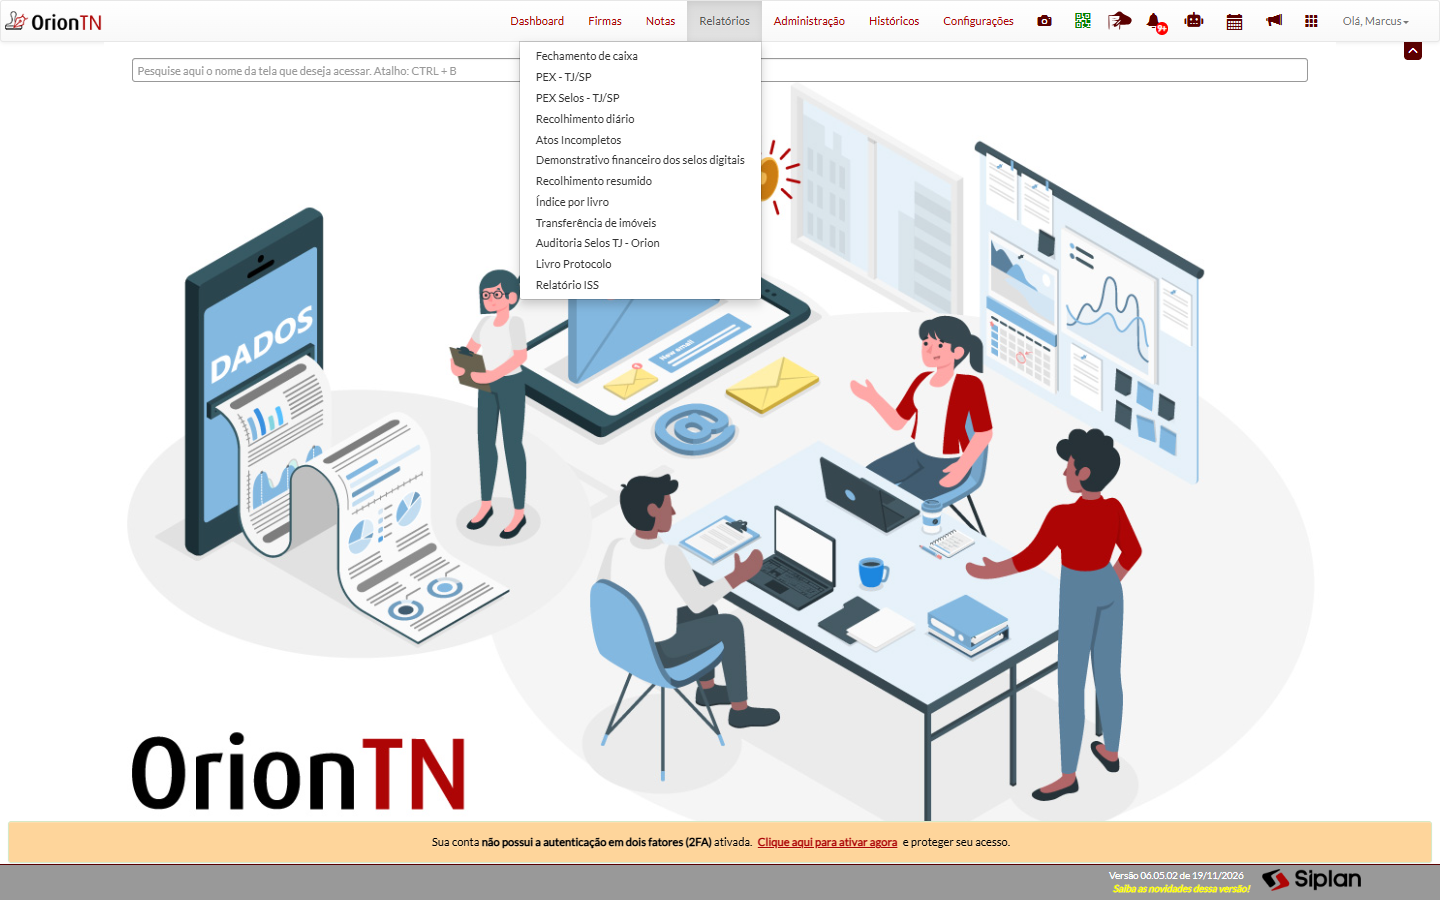 OrionTN
Dashboard
Firmas
Notas
Relatórios
Administração
Históricos
Configurações
9+
Olá, Marcus
Pesquise aqui o nome da tela que deseja acessar. Atalho: CTRL + B
Fechamento de caixa
PEX - TJ/SP
PEX Selos - TJ/SP
Recolhimento diário
Atos Incompletos
Demonstrativo financeiro dos selos digitais
Recolhimento resumido
Índice por livro
Transferência de imóveis
Auditoria Selos TJ - Orion
Livro Protocolo
Relatório ISS
DADOS
New email
@
OrionTN
Sua conta não possui a autenticação em dois fatores (2FA) ativada. Clique aqui para ativar agora e proteger seu acesso.
Versão 06.05.02 de 19/11/2026
Saiba as novidades dessa versão!
Siplan